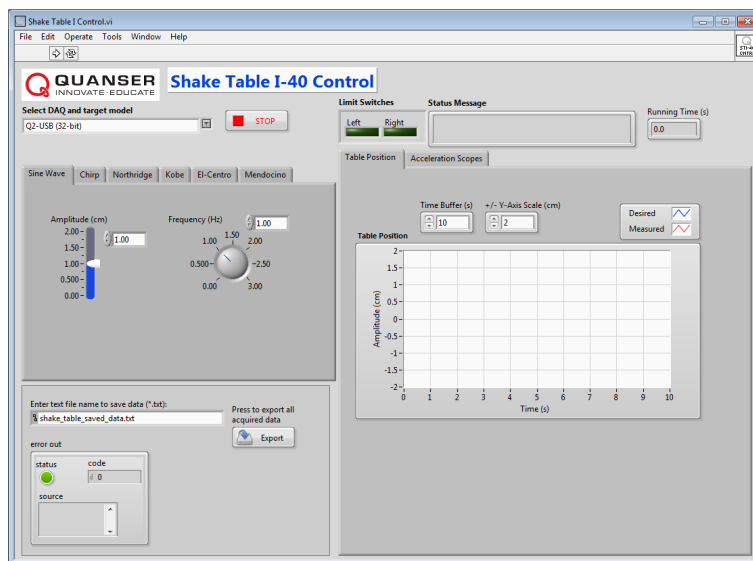 Shake Table I Control.vi
File Edit Operate Tools Window Help
QUANSER
INNOVATE·EDUCATE
Shake Table I-40 Control
Select DAQ and target model
Q2-USB (32-bit)
STOP
Limit Switches
Left Right
Status Message
Running Time (s)
0.0
Sine Wave Chirp Northridge Kobe El-Centro Mendocino
Amplitude (cm)
2.00
1.50
1.00
0.500
0.00
1.00
Frequency (Hz)
1.00
0.00
0.500
1.00
1.50
2.00
2.50
3.00
Table Position Acceleration Scopes
Time Buffer (s)
10
+/- Y-Axis Scale (cm)
2
Desired
Measured
Table Position
Amplitude (cm)
2
1.5
1
0.5
0
-0.5
-1
-1.5
-2
0 1 2 3 4 5 6 7 8 9 10
Time (s)
Enter text file name to save data (*.txt):
shake_table_saved_data.txt
Press to export all
acquired data
Export
error out
status
code
d 0
source